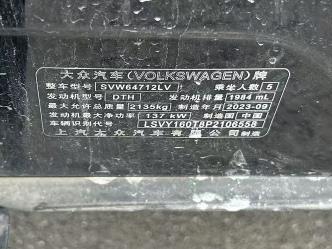 大众汽车(VOLKSWAGEN)牌
整车型号 SVW64712LV 乘坐人数 5
发动机型号 DTH 发动机排量 1984 mL
最大允许总质量 2135kg 制造年月 2023-09
发动机最大净功率 137 kW 制造国 中国
车辆识别代号 LSVY160T8P2106558
上汽大众汽车有限公司 制造